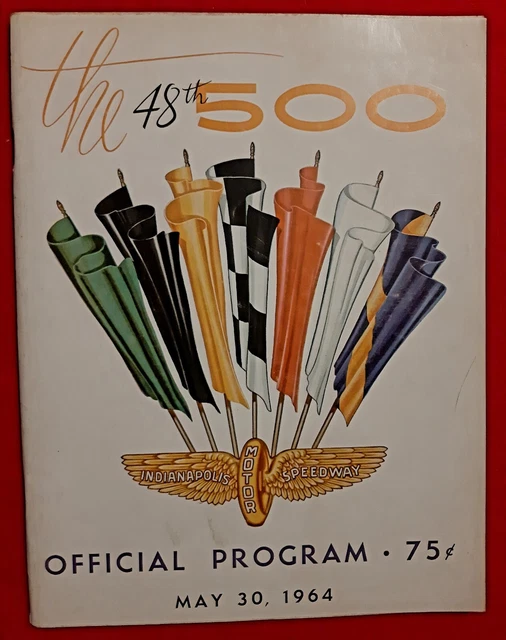 the 48th 500
INDIANAPOLIS MOTOR SPEEDWAY
OFFICIAL PROGRAM · 75¢
MAY 30, 1964